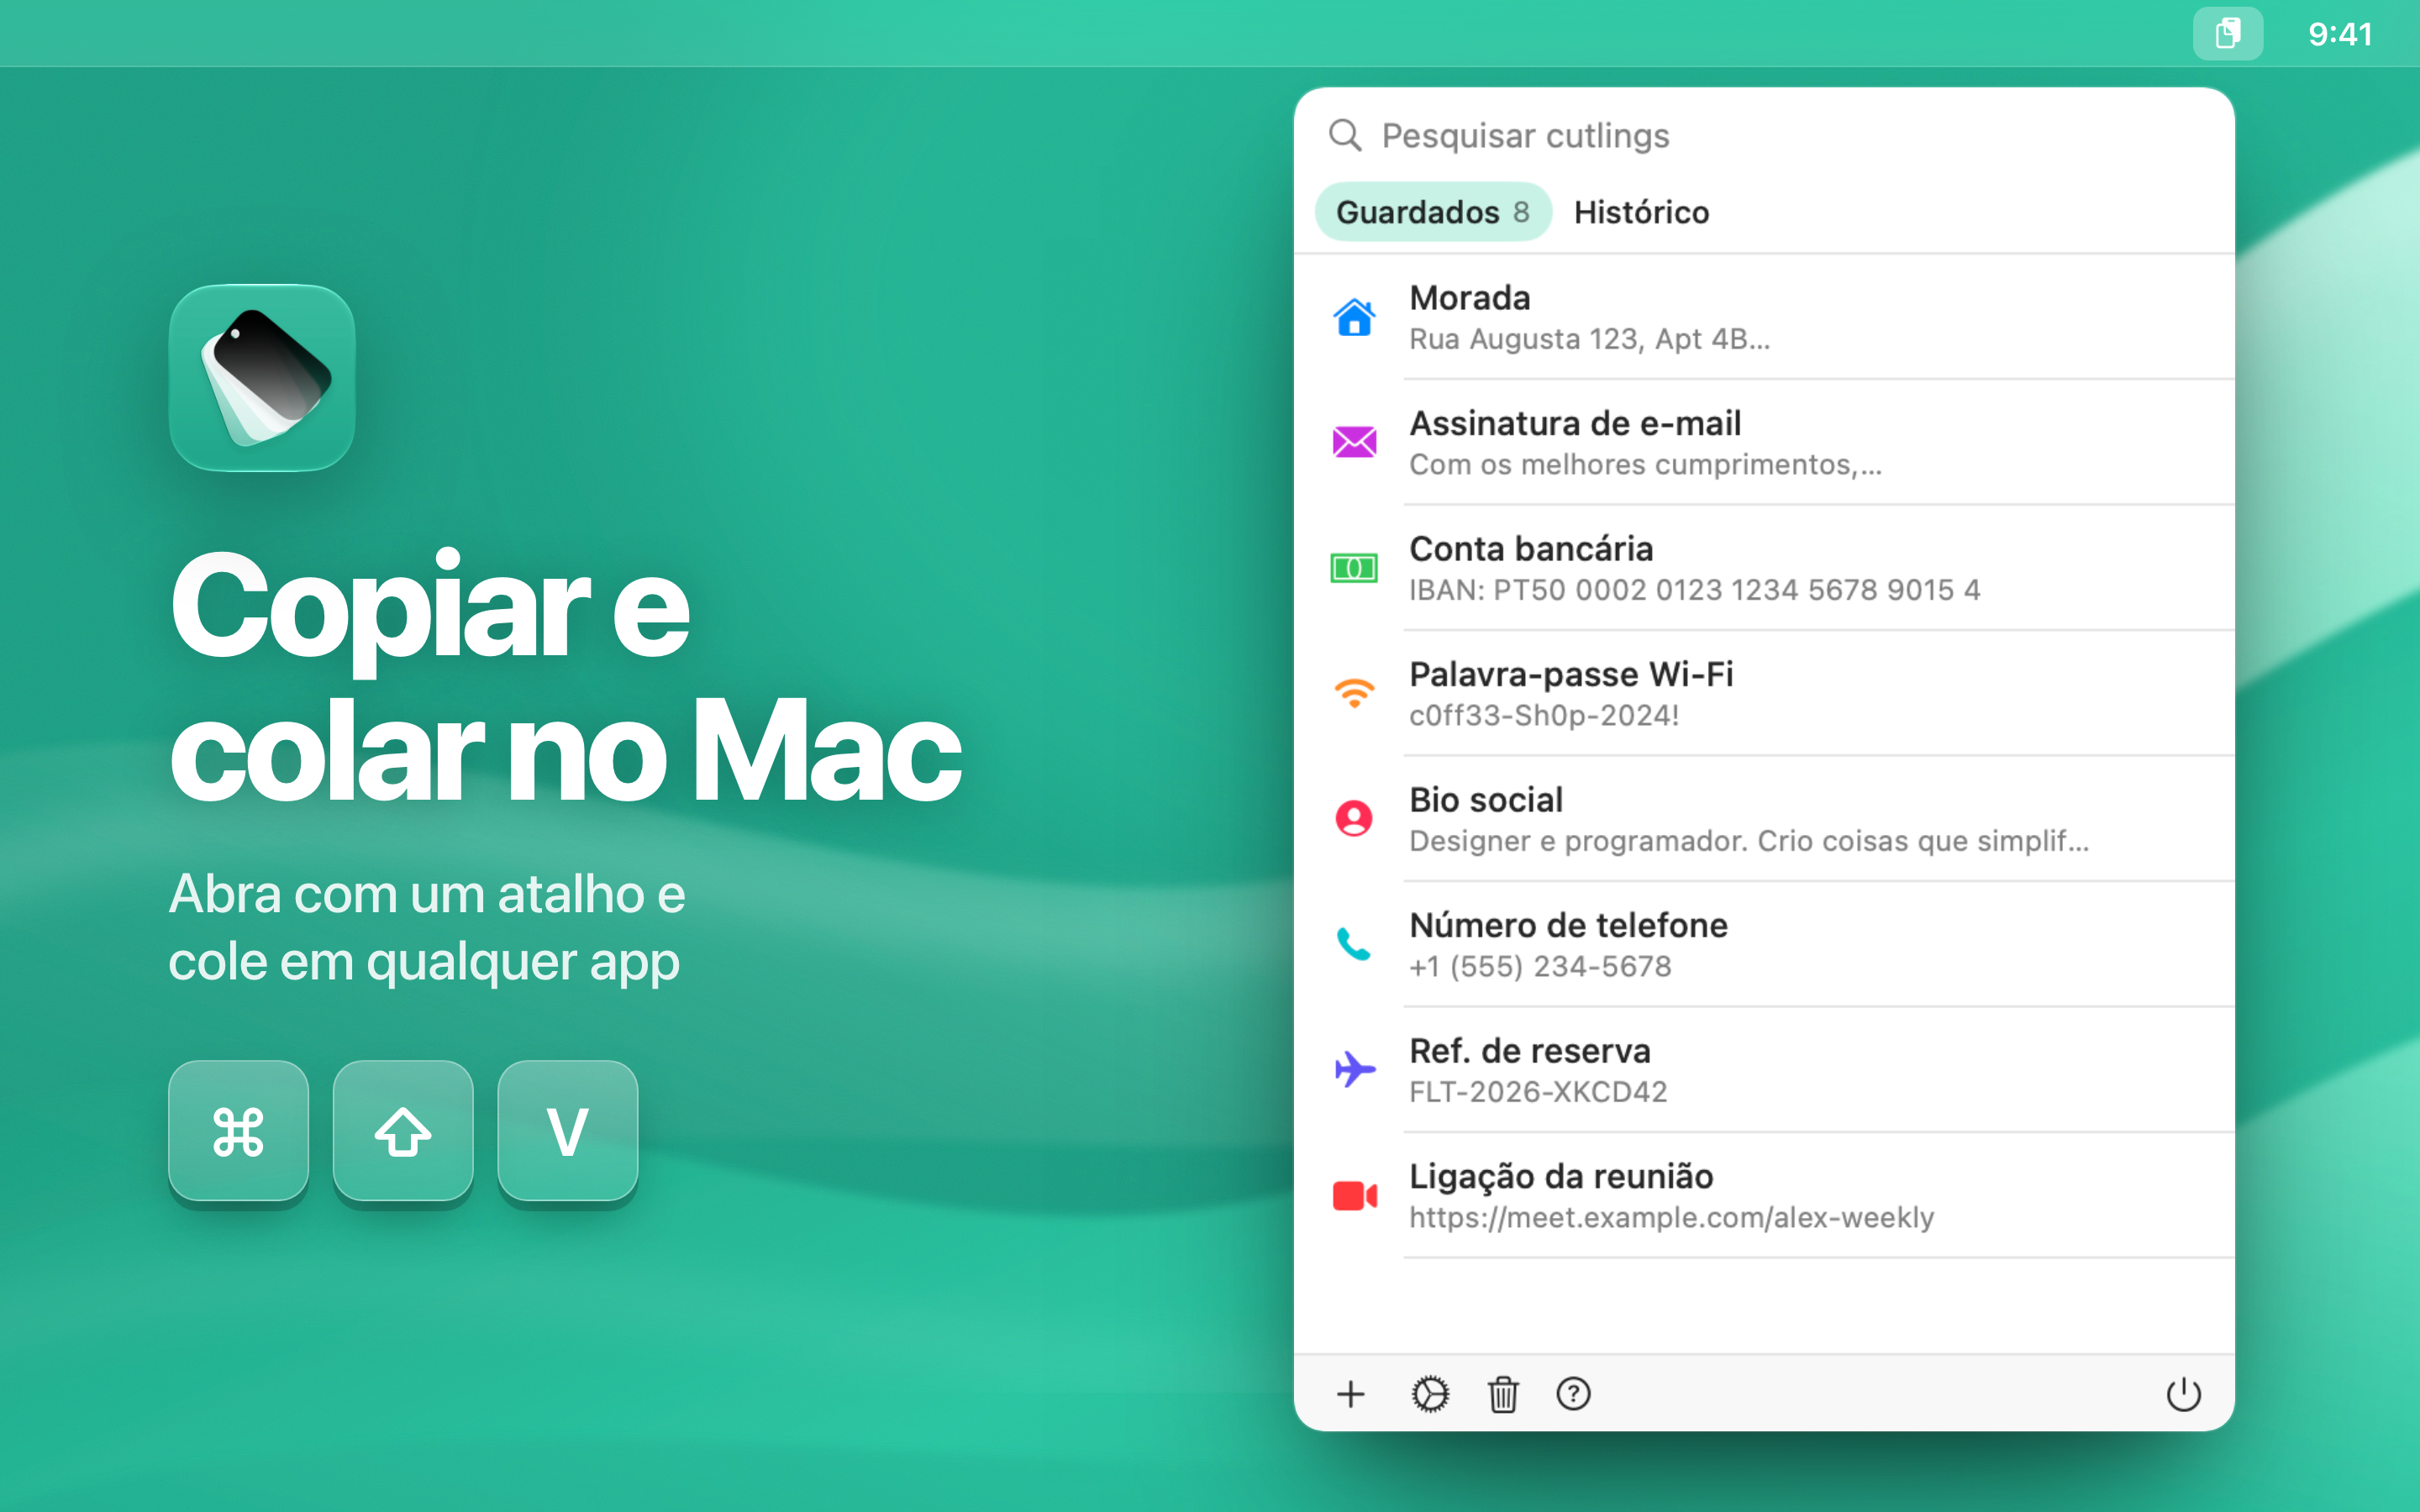 9:41
Copiar e
colar no Mac
Abra com um atalho e
cole em qualquer app
⌘ ⇧ V
Pesquisar cutlings
Guardados 8 Histórico
Morada
Rua Augusta 123, Apt 4B...
Assinatura de e-mail
Com os melhores cumprimentos,...
Conta bancária
IBAN: PT50 0002 0123 1234 5678 9015 4
Palavra-passe Wi-Fi
c0ff33-Sh0p-2024!
Bio social
Designer e programador. Crio coisas que simplif...
Número de telefone
+1 (555) 234-5678
Ref. de reserva
FLT-2026-XKCD42
Ligação da reunião
https://meet.example.com/alex-weekly